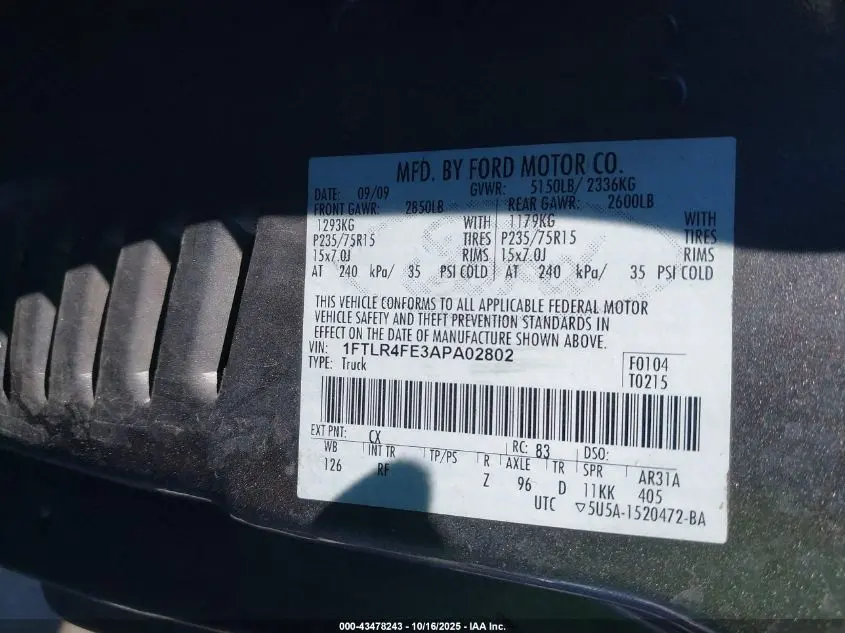 MFD. BY FORD MOTOR CO.
DATE: 09/09 GVWR: 5150LB/ 2336KG
FRONT GAWR: 2850LB REAR GAWR: 2600LB
1293KG WITH 1179KG WITH
P235/75R15 TIRES P235/75R15 TIRES
15x7.0J RIMS 15x7.0J RIMS
AT 240 kPa/ 35 PSI COLD AT 240 kPa/ 35 PSI COLD
THIS VEHICLE CONFORMS TO ALL APPLICABLE FEDERAL MOTOR
VEHICLE SAFETY AND THEFT PREVENTION STANDARDS IN
EFFECT ON THE DATE OF MANUFACTURE SHOWN ABOVE.
VIN: 1FTLR4FE3APA02802
TYPE: Truck
F0104
T0215
EXT PNT: CX RC: 83 DSO:
WB INT TR TP/PS R AXLE TR SPR AR31A
126 RF Z 96 D 11KK 405
UTC ▽5U5A-1520472-BA
000-43478243 | 10/16/2025 | IAA Inc.